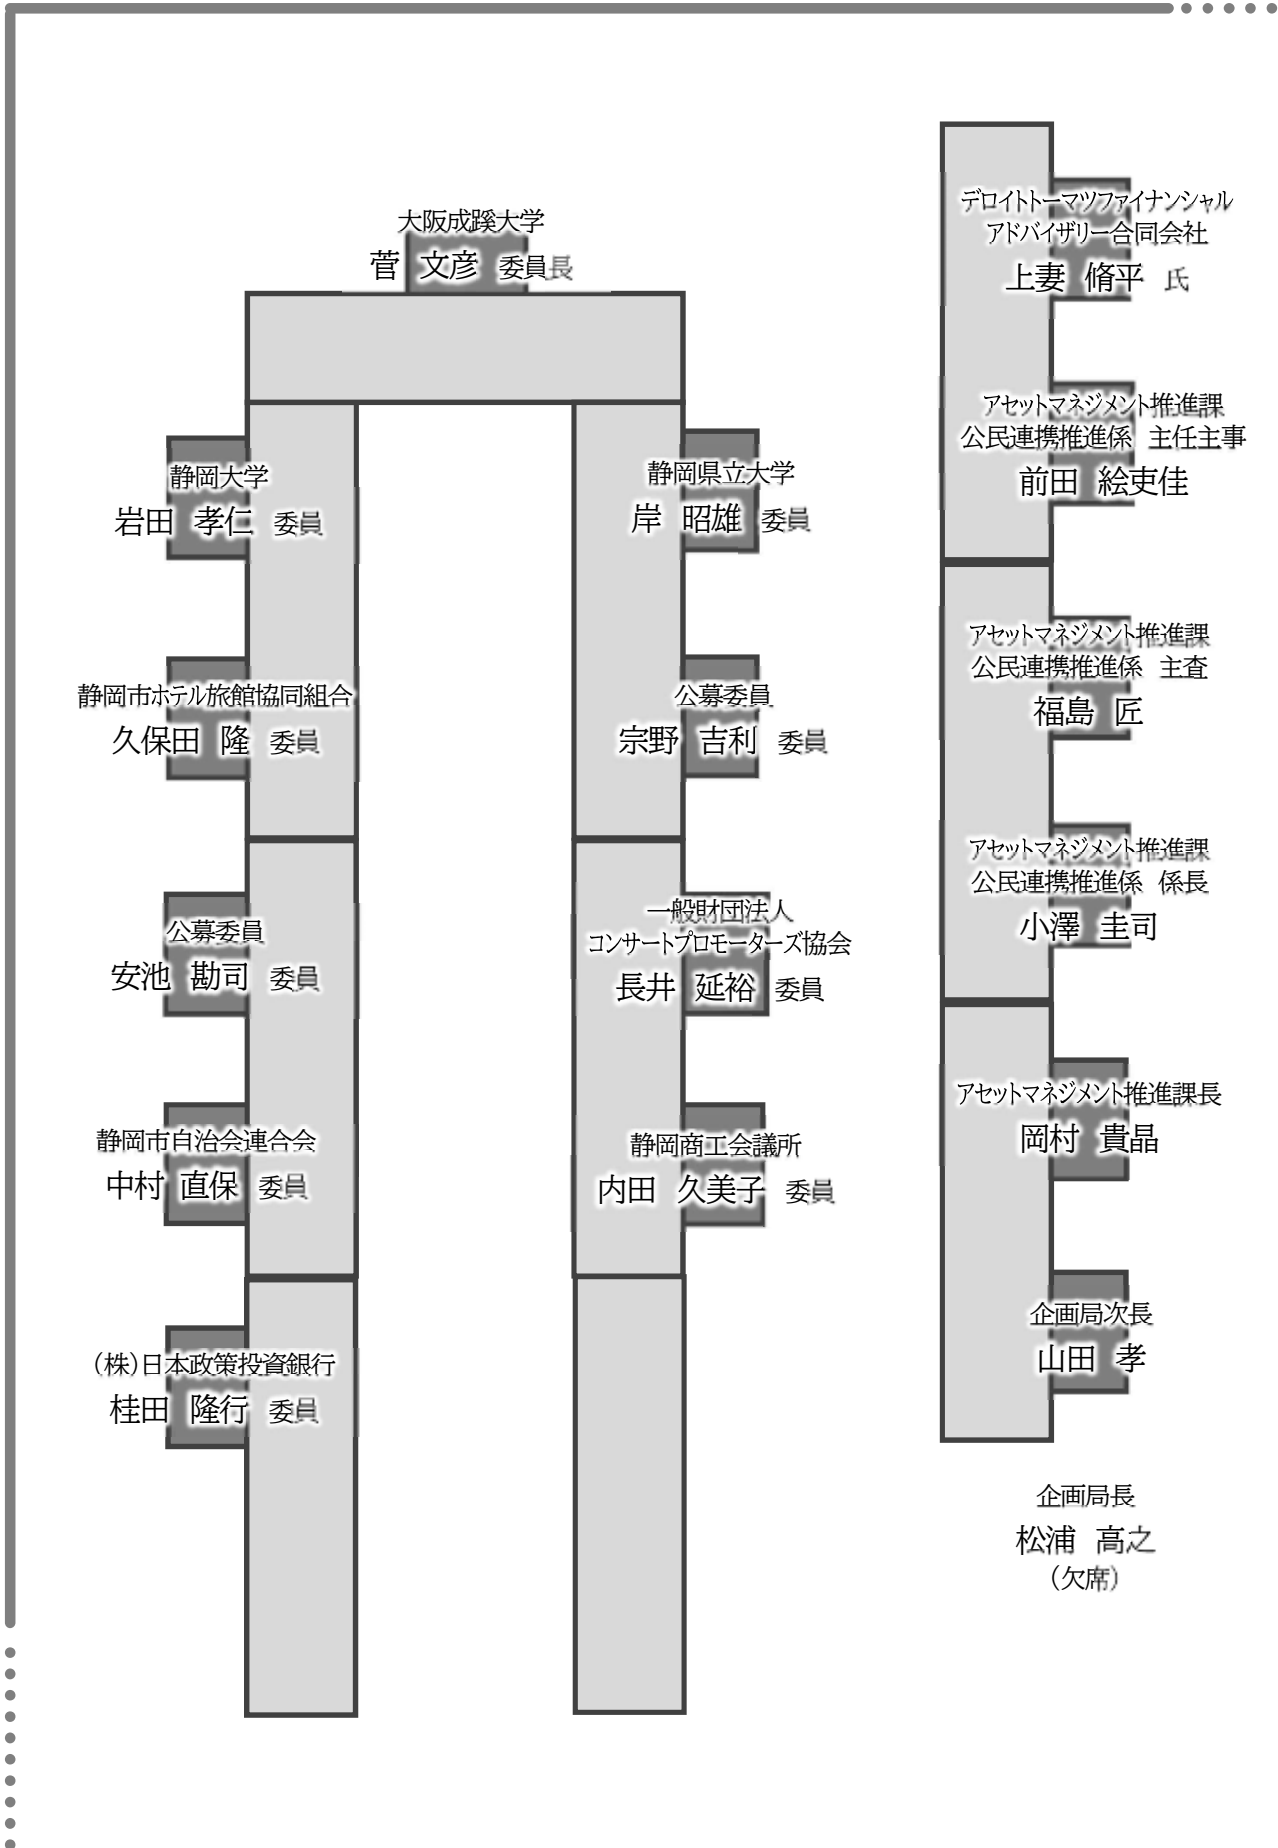 大阪成蹊大学
菅 文彦 委員長
静岡大学
岩田 孝仁 委員
静岡市ホテル旅館協同組合
久保田 隆 委員
公募委員
安池 勘司 委員
静岡市自治会連合会
中村 直保 委員
(株)日本政策投資銀行
桂田 隆行 委員
静岡県立大学
岸 昭雄 委員
公募委員
宗野 吉利 委員
一般財団法人
コンサートプロモーターズ協会
長井 延裕 委員
静岡商工会議所
内田 久美子 委員
デロイトトーマツファイナンシャル
アドバイザリー合同会社
上妻 脩平 氏
アセットマネジメント推進課
公民連携推進係 主任主事
前田 絵吏佳
アセットマネジメント推進課
公民連携推進係 主査
福島 匠
アセットマネジメント推進課
公民連携推進係 係長
小澤 圭司
アセットマネジメント推進課長
岡村 貴晶
企画局次長
山田 孝
企画局長
松浦 高之
(欠席)